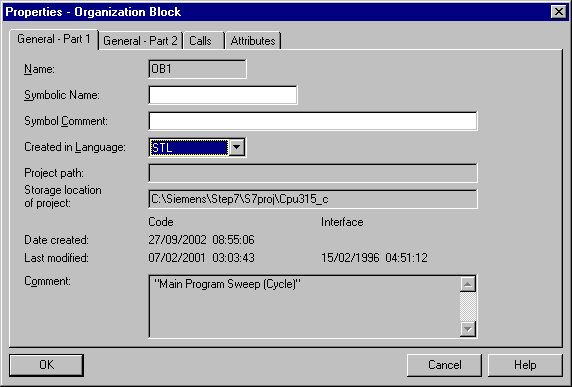 Properties - Organization Block
General - Part 1 General - Part 2 Calls Attributes
Name: OB1
Symbolic Name:
Symbol Comment:
Created in Language: STL
Project path:
Storage location
of project: C:\Siemens\Step7\S7proj\Cpu315_c
Code Interface
Date created: 27/09/2002 08:55:06
Last modified: 07/02/2001 03:03:43 15/02/1996 04:51:12
Comment: "Main Program Sweep (Cycle)"
OK Cancel Help